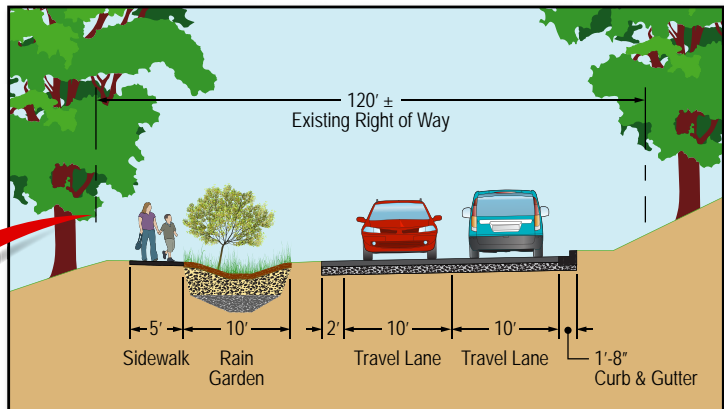 120' ±
Existing Right of Way
5'
10'
2'
10'
10'
Sidewalk
Rain
Garden
Travel Lane
Travel Lane
1'-8"
Curb & Gutter